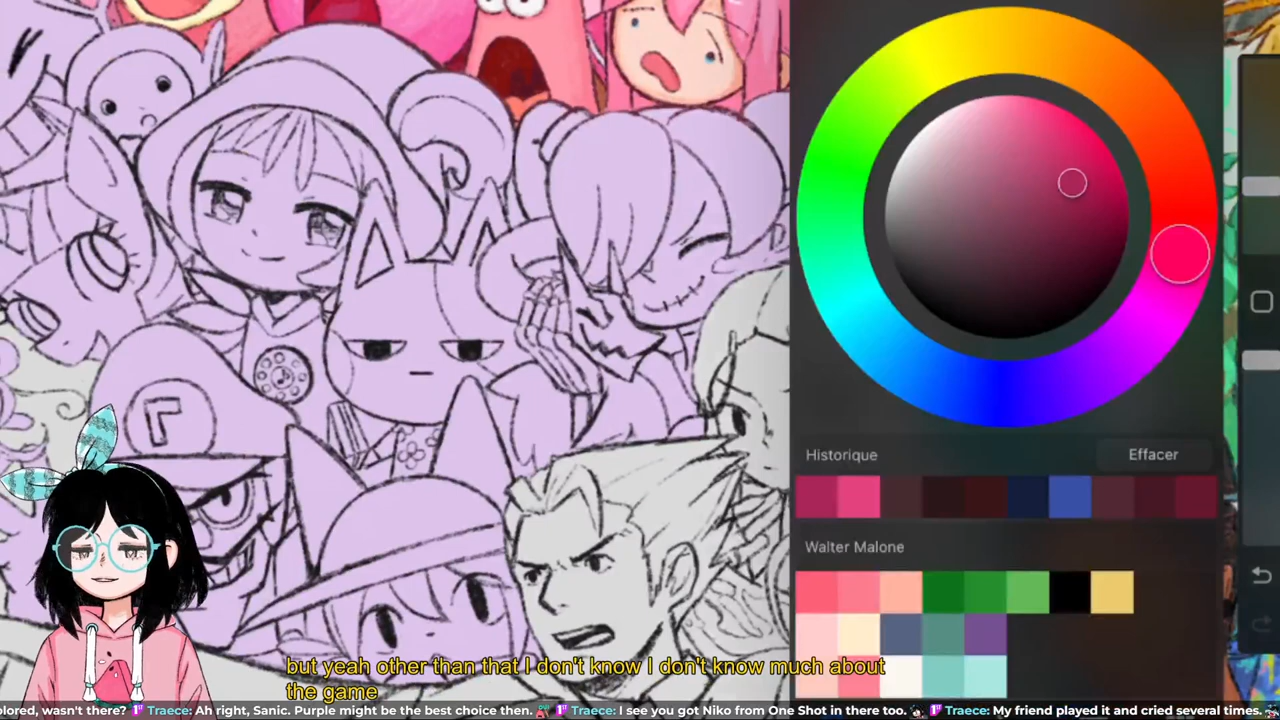 Historique
Effacer
Walter Malone
but yeah other than that I don't know I don't know much about
the game
olored, wasn't there? Traece: Ah right, Sanic. Purple might be the best choice then. Traece: I see you got Niko from One Shot in there too. Traece: My friend played it and cried several times.